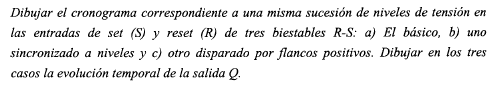 Dibujar el cronograma correspondiente a una misma sucesión de niveles de tensión en
las entradas de set (S) y reset (R) de tres biestables R-S: a) El básico, b) uno
sincronizado a niveles y c) otro disparado por flancos positivos. Dibujar en los tres
casos la evolución temporal de la salida Q.